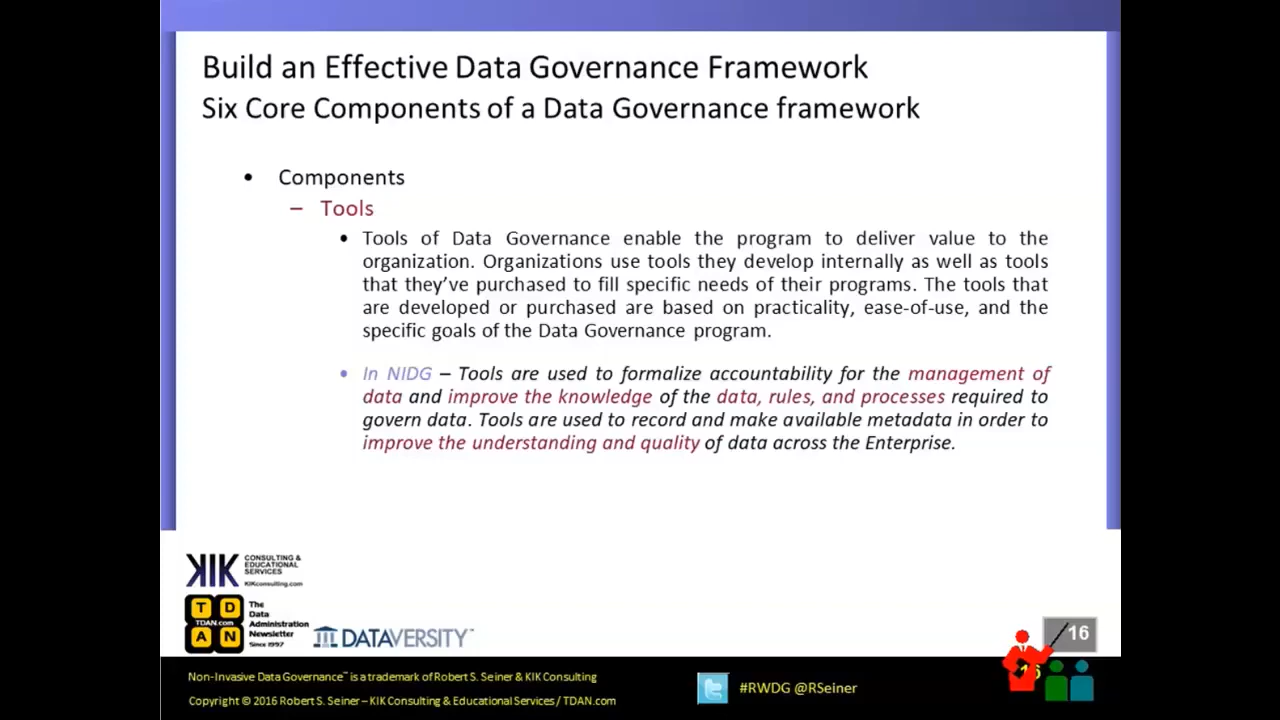 Build an Effective Data Governance Framework
Six Core Components of a Data Governance framework
• Components
– Tools
• Tools of Data Governance enable the program to deliver value to the
organization. Organizations use tools they develop internally as well as tools
that they've purchased to fill specific needs of their programs. The tools that
are developed or purchased are based on practicality, ease-of-use, and the
specific goals of the Data Governance program.
• In NIDG – Tools are used to formalize accountability for the management of
data and improve the knowledge of the data, rules, and processes required to
govern data. Tools are used to record and make available metadata in order to
improve the understanding and quality of data across the Enterprise.
KIK
CONSULTING &
EDUCATIONAL
SERVICES
KIKconsulting.com
T D
TDAN.com
A N
The
Data
Administration
Newsletter
Since 1997
DATAVERSITY™
16
Non-Invasive Data Governance™ is a trademark of Robert S. Seiner & KIK Consulting
Copyright © 2016 Robert S. Seiner – KIK Consulting & Educational Services / TDAN.com
#RWDG @RSeiner